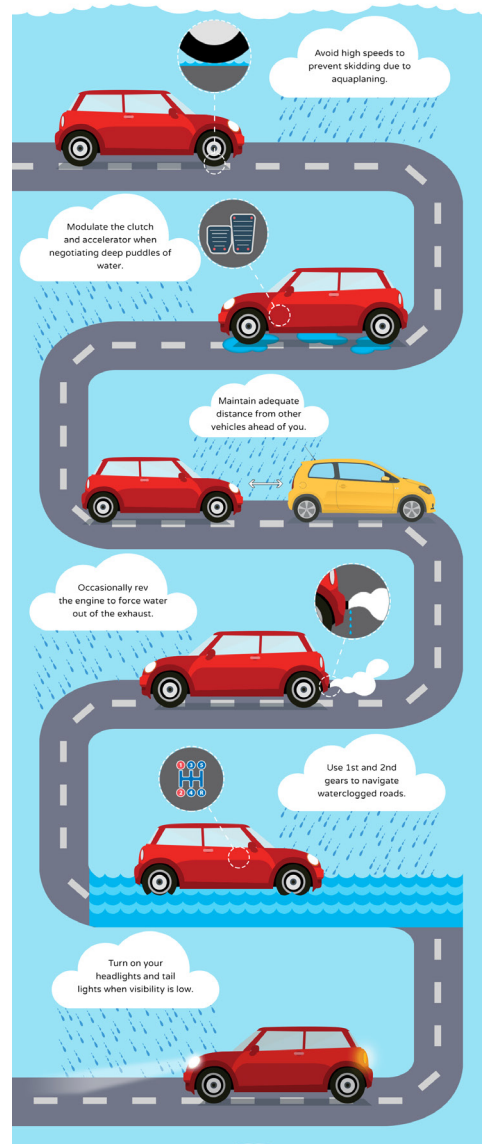 Avoid high speeds to
prevent skidding due to
aquaplaning.
Modulate the clutch
and accelerator when
negotiating deep puddles of
water.
Maintain adequate
distance from other
vehicles ahead of you.
Occasionally rev
the engine to force water
out of the exhaust.
1 3 5
2 4 R
Use 1st and 2nd
gears to navigate
waterclogged roads.
Turn on your
headlights and tail
lights when visibility is low.